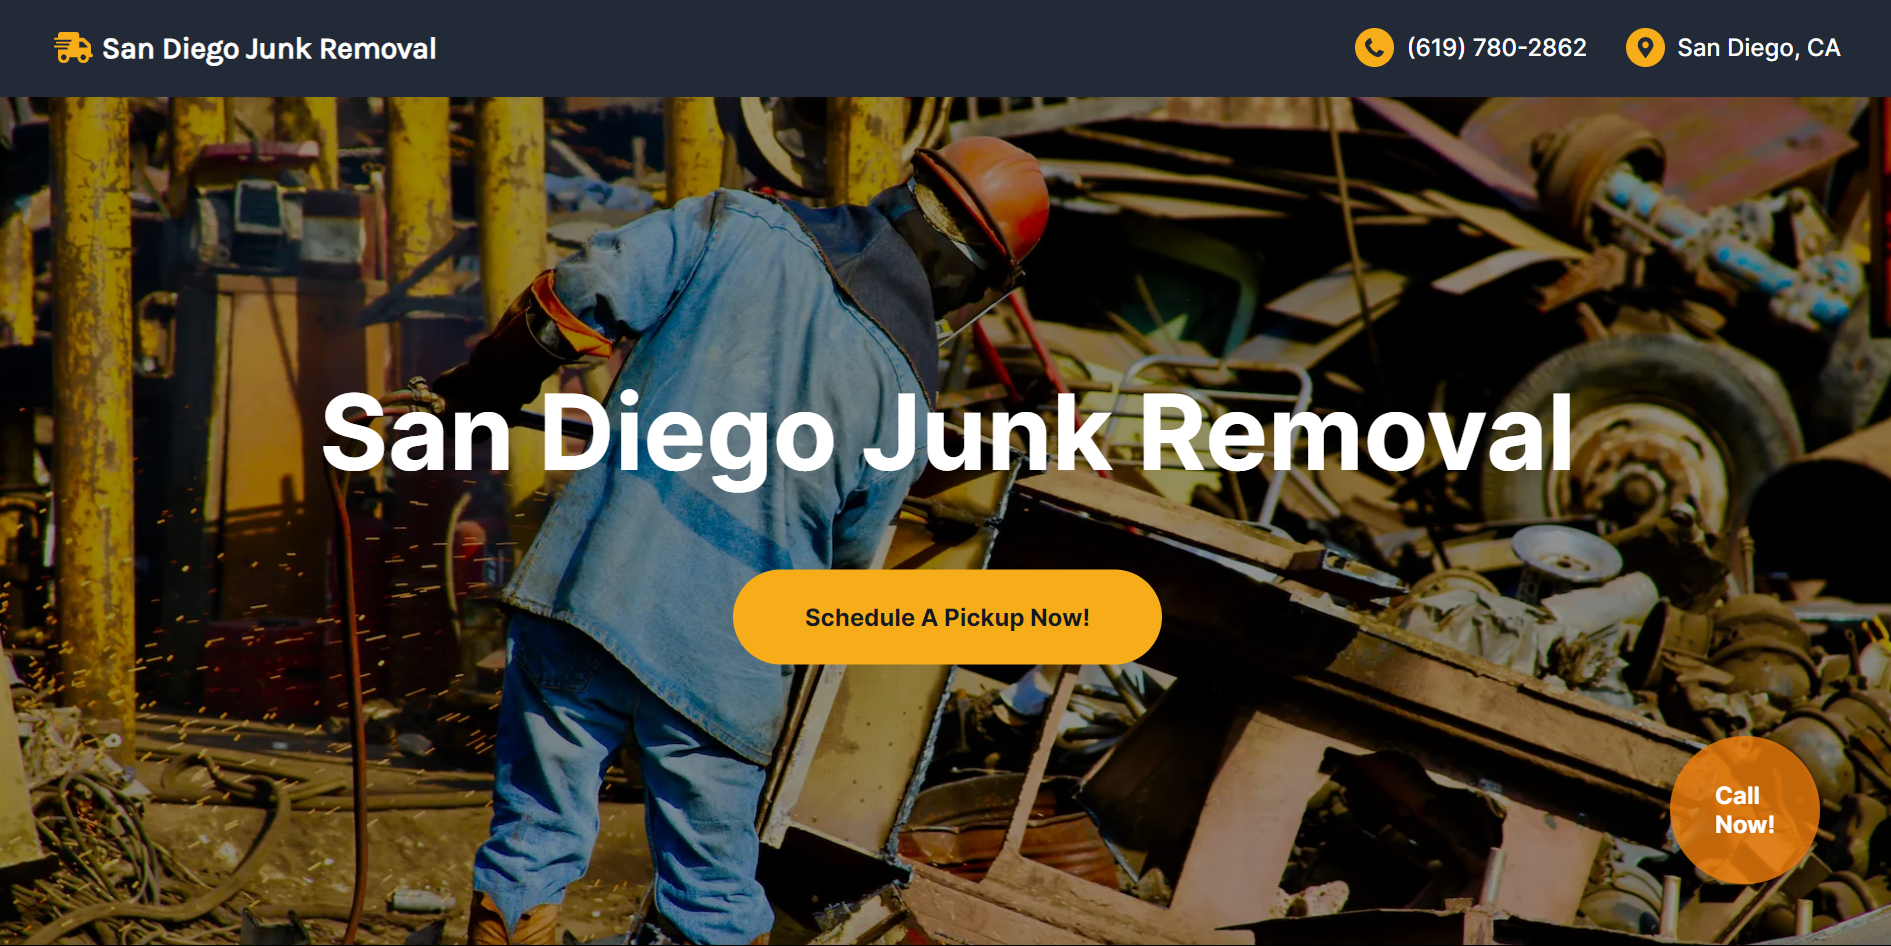 San Diego Junk Removal
(619) 780-2862
San Diego, CA
San Diego Junk Removal
Schedule A Pickup Now!
Call
Now!